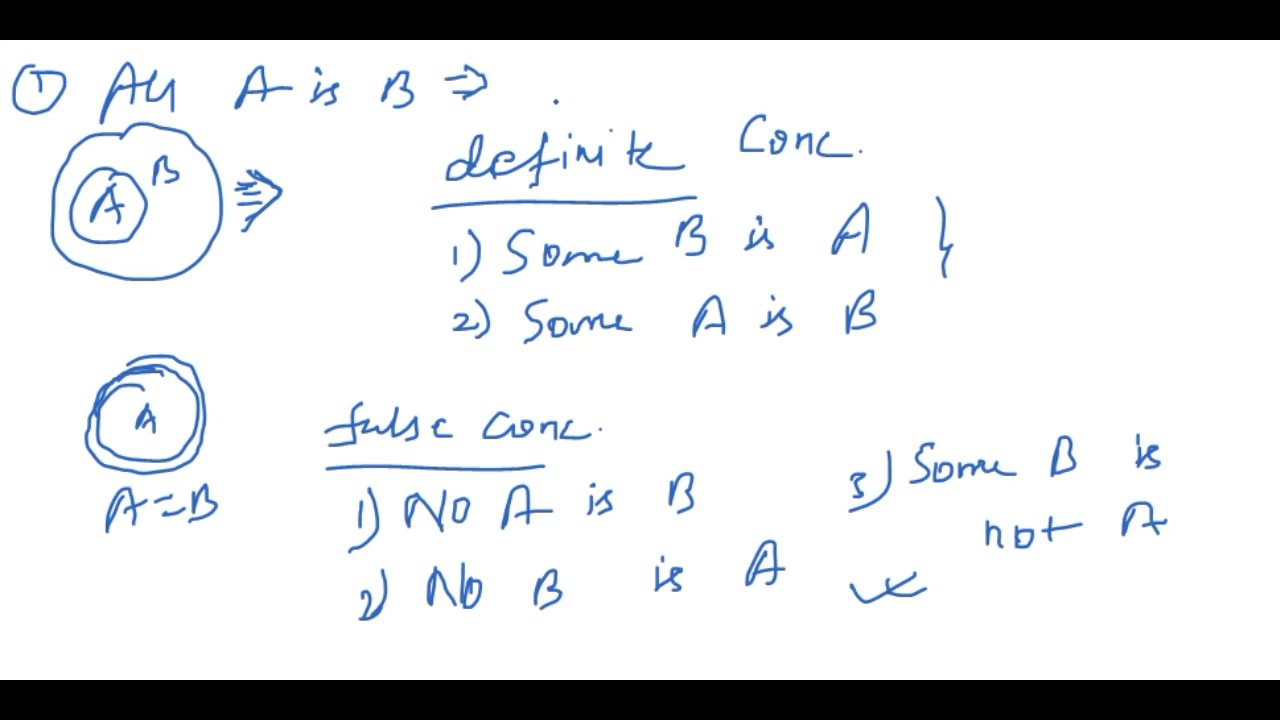 ① All A is B ⇒
definite Conc.
A B
1) Some B is A
2) Some A is B
A
A=B
false conc.
1) No A is B
2) No B is A
3) Some B is
not A